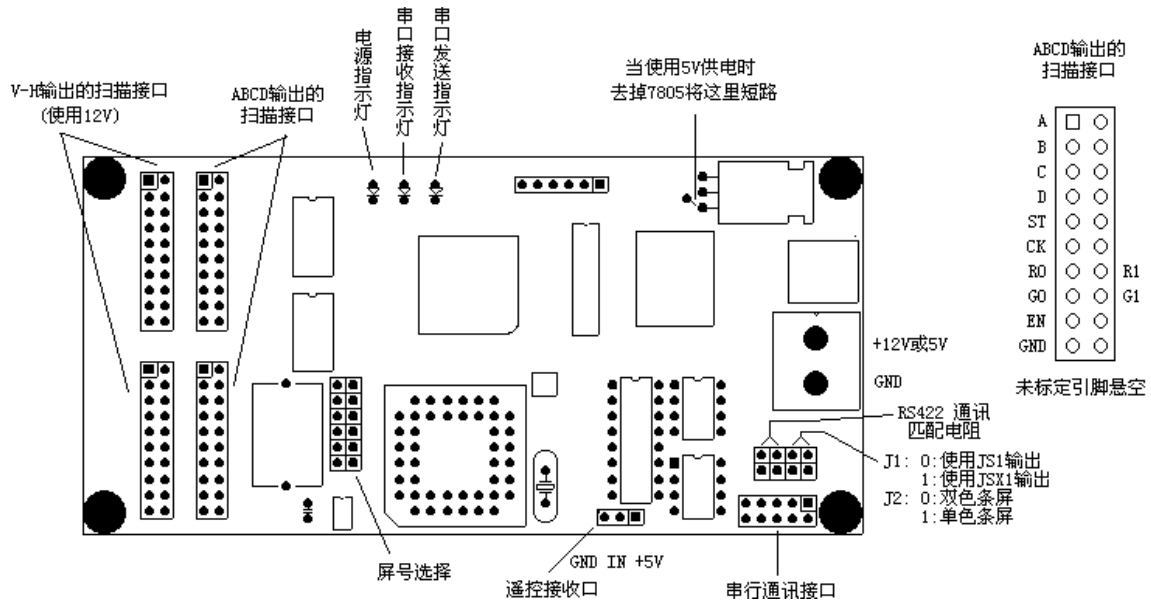 电源指示灯
串口接收指示灯
串口发送指示灯
V-H输出的扫描接口
(使用12V)
ABCD输出的
扫描接口
当使用5V供电时
去掉7805将这里短路
ABCD输出的
扫描接口
A
B
C
D
ST
CK
R0 R1
G0 G1
EN
GND
未标定引脚悬空
+12V或5V
GND
RS422 通讯
匹配电阻
J1: 0:使用JS1输出
1:使用JSX1输出
J2: 0:双色条屏
1:单色条屏
屏号选择
GND IN +5V
遥控接收口
串行通讯接口